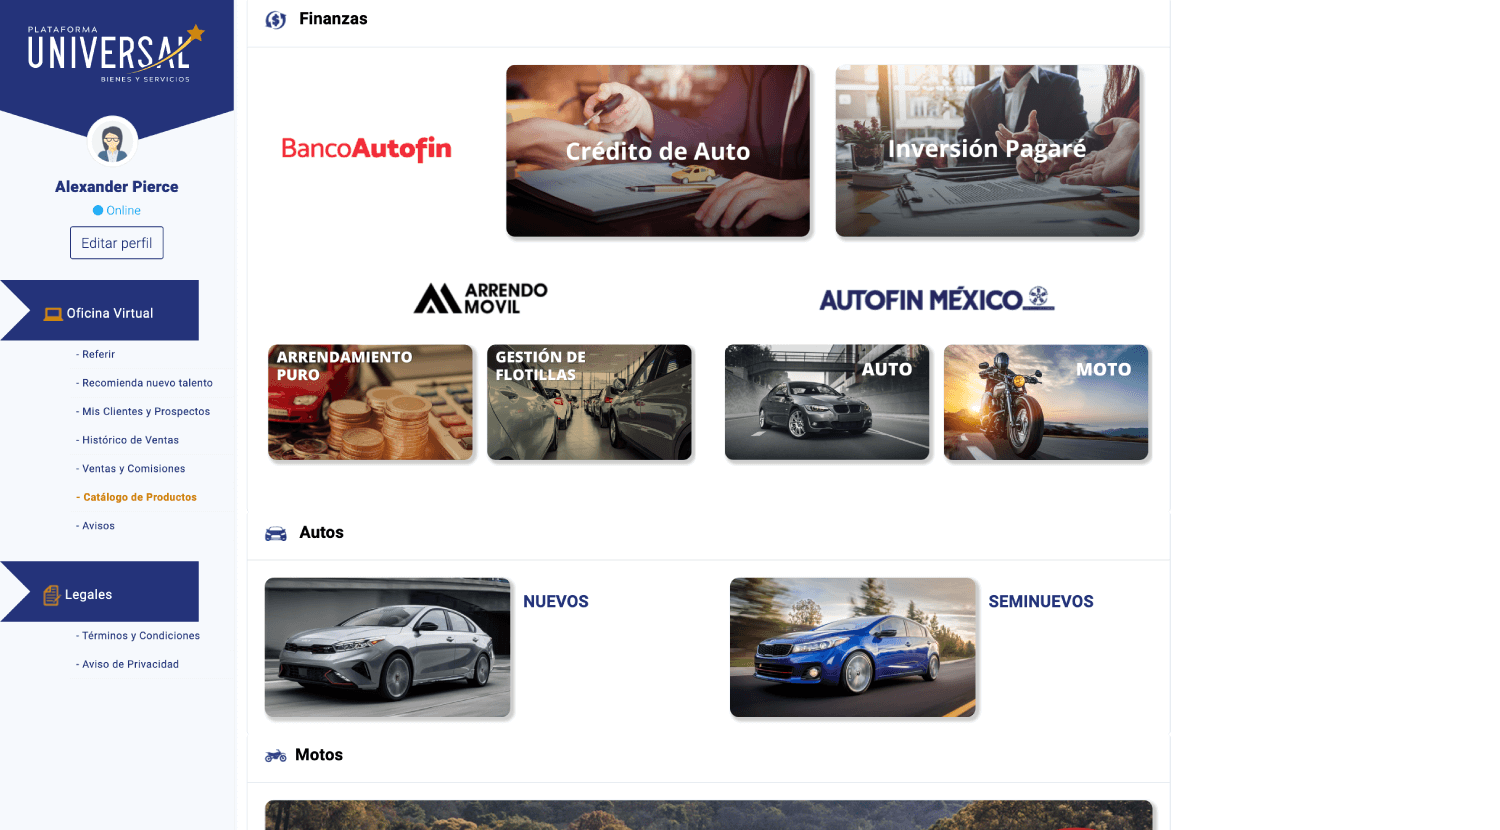 PLATAFORMA
UNIVERSAL
BIENES Y SERVICIOS
Alexander Pierce
Online
Editar perfil
Oficina Virtual
- Referir
- Recomienda nuevo talento
- Mis Clientes y Prospectos
- Histórico de Ventas
- Ventas y Comisiones
- Catálogo de Productos
- Avisos
Legales
- Términos y Condiciones
- Aviso de Privacidad
Finanzas
BancoAutofin
Crédito de Auto
Inversión Pagaré
ARRENDO
MOVIL
AUTOFIN MÉXICO
ARRENDAMIENTO
PURO
GESTIÓN DE
FLOTILLAS
AUTO
MOTO
Autos
NUEVOS
SEMINUEVOS
Motos